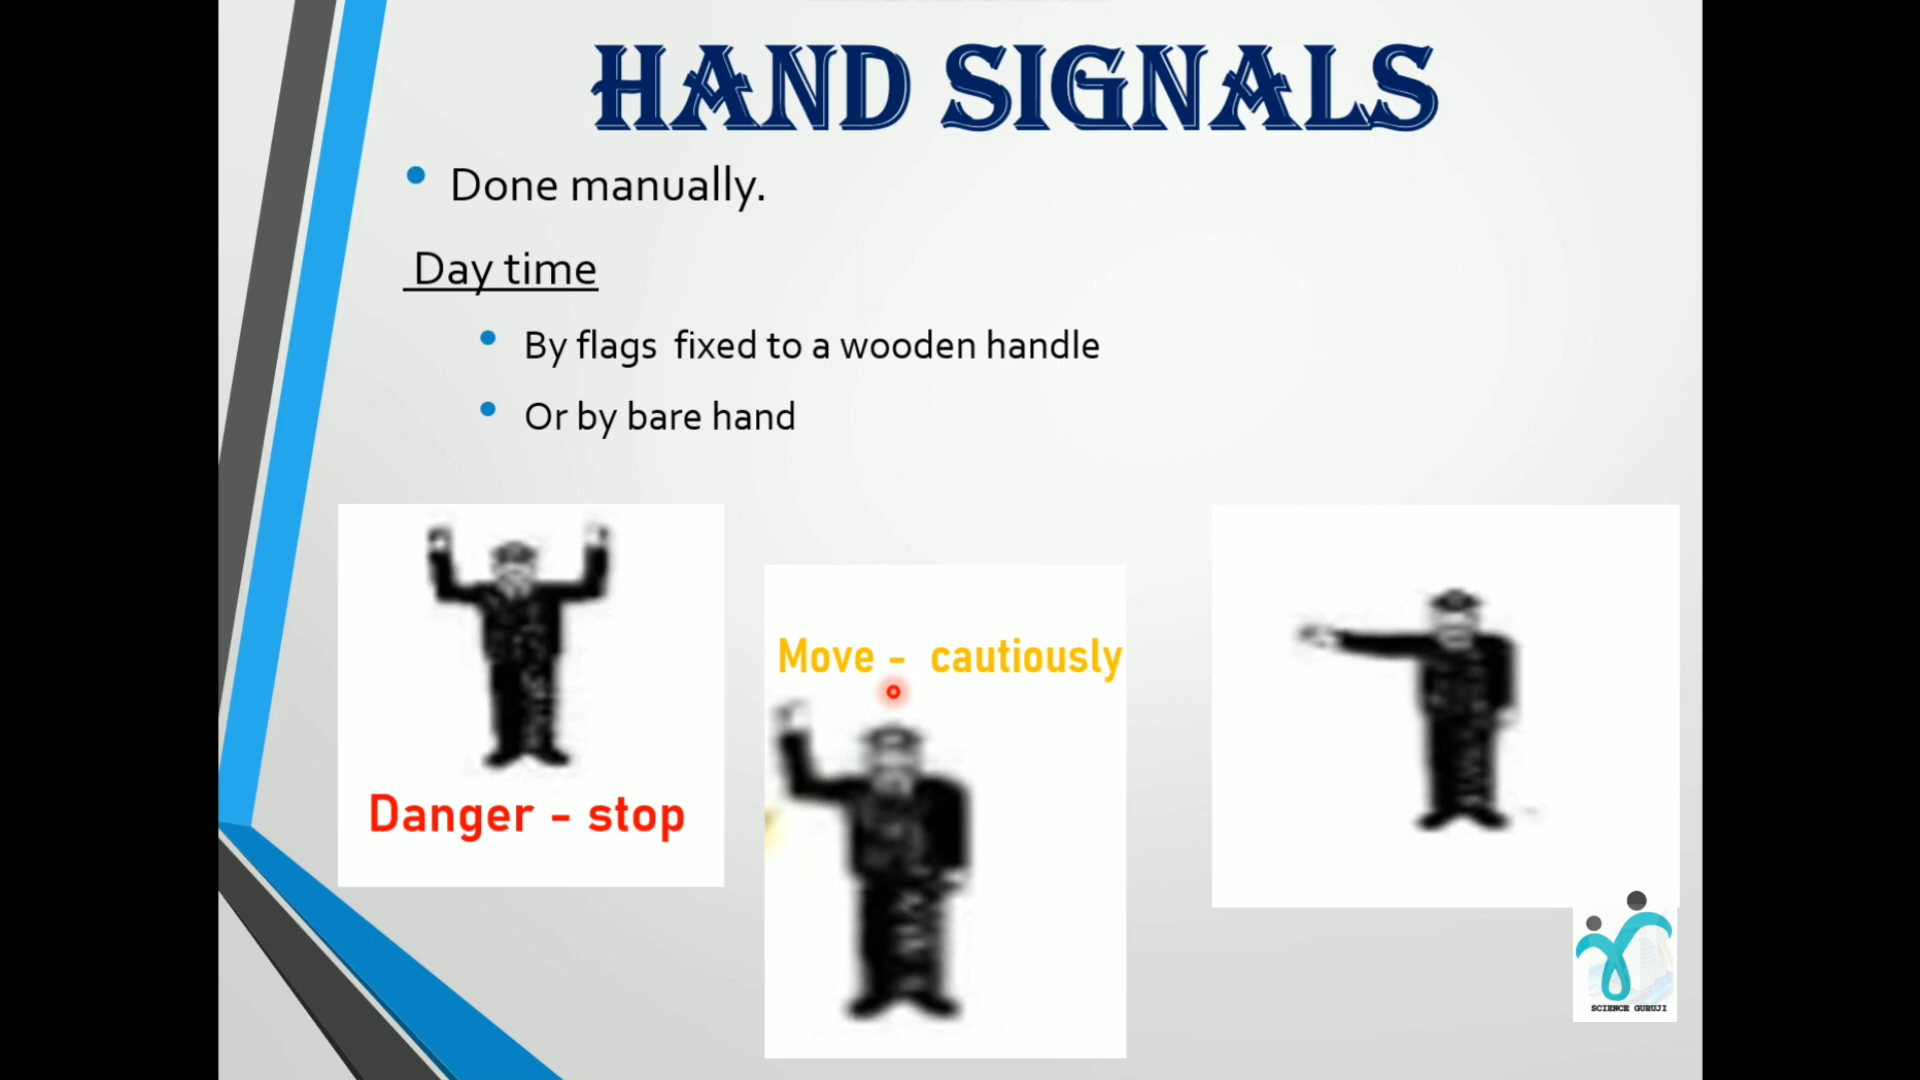 HAND SIGNALS
Done manually.
Day time
By flags fixed to a wooden handle
Or by bare hand
Move - cautiously
Danger - stop
SCIENCE GURUJI